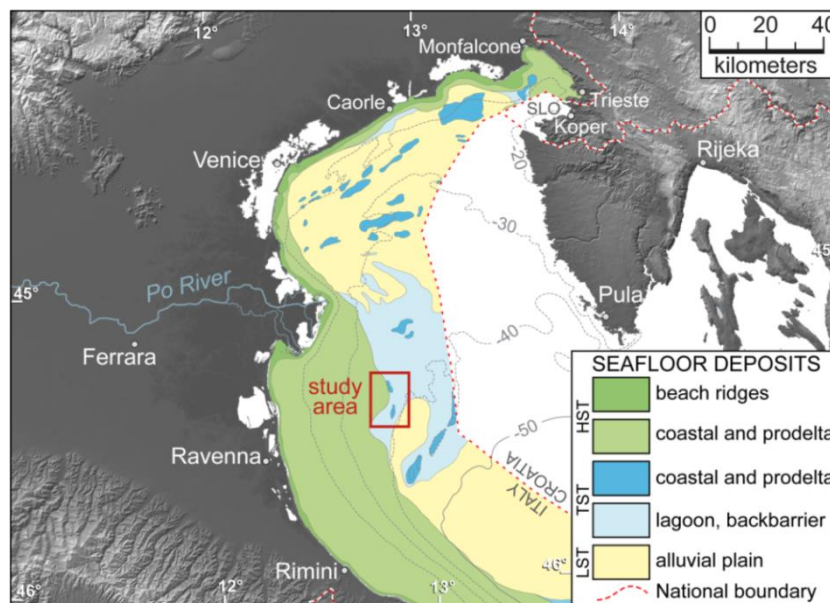 12°
13°
14°
0 20 40
kilometers
Monfalcone
Trieste
Caorle
SLO
Koper
Venice
-20
Rijeka
-30
45
Po River
45°
Pula
-40
Ferrara
study
area
SEAFLOOR DEPOSITS
HST
beach ridges
coastal and prodelta
-50
Ravenna
TST
coastal and prodelta
lagoon, backbarrier
ITALY
CROATIA
LST
alluvial plain
46°
Rimini
National boundary
46°
12°
13°